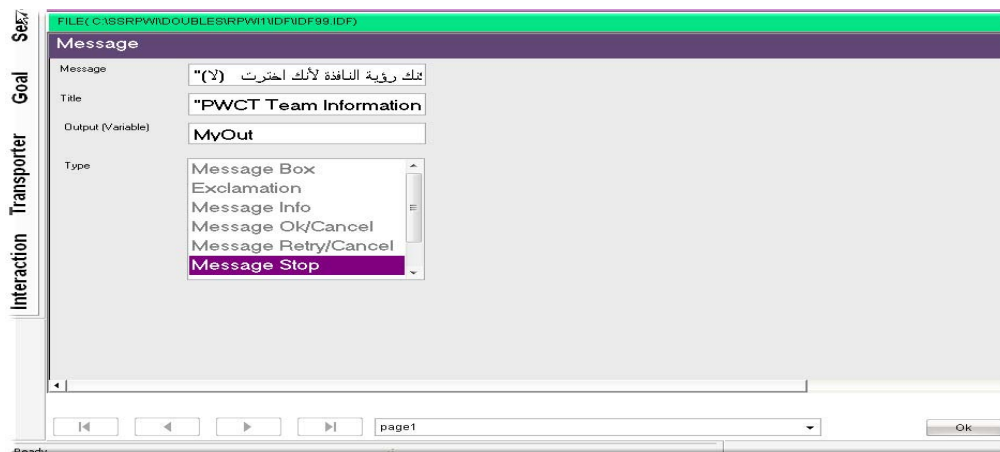 FILE( C:\SSRPWI\DOUBLES\RPWI1\IDF\IDF99.IDF)
Message
Message
رؤية النافذة لأنك اخترت (لا)"
Title
"PWCT Team Information
Output (Variable)
MyOut
Type
Message Box
Exclamation
Message Info
Message Ok/Cancel
Message Retry/Cancel
Message Stop
Goal
Transporter
Interaction
page1
Ok
Ready